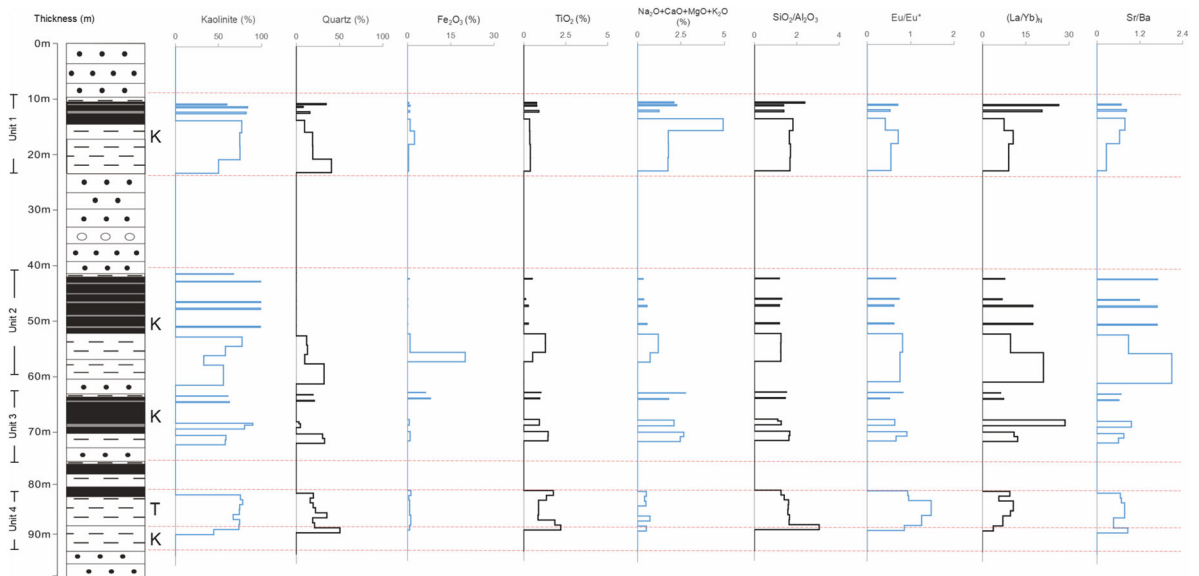 Thickness (m)
Kaolinite (%)
Quartz (%)
Fe₂O₃ (%)
TiO₂ (%)
Na₂O+CaO+MgO+K₂O
(%)
SiO₂/Al₂O₃
Eu/Eu*
(La/Yb)N
Sr/Ba
0 50 100
0 50 100
0 15 30
0 2.5 5
0 2.5 5
0 2 4
0 1 2
0 15 30
0 1.2 2.4
0m
10m
20m
30m
40m
50m
60m
70m
80m
90m
Unit 1
Unit 2
Unit 3
Unit 4
K
K
K
T
K